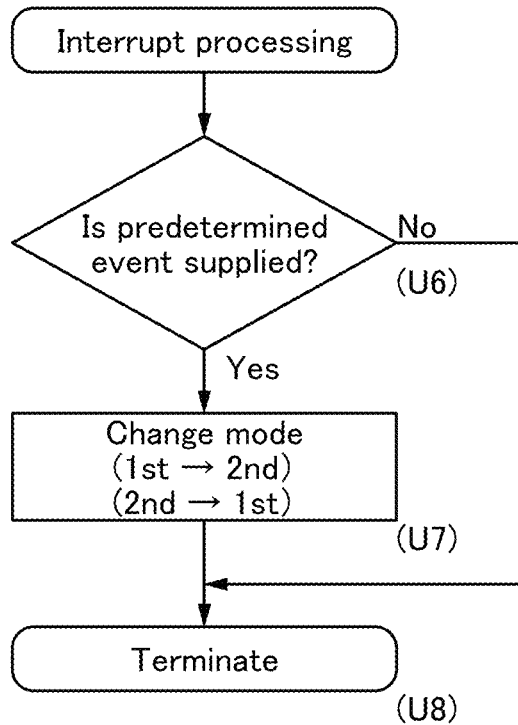 Interrupt processing
Is predetermined
event supplied?
No
(U6)
Yes
Change mode
(1st → 2nd)
(2nd → 1st)
(U7)
Terminate
(U8)